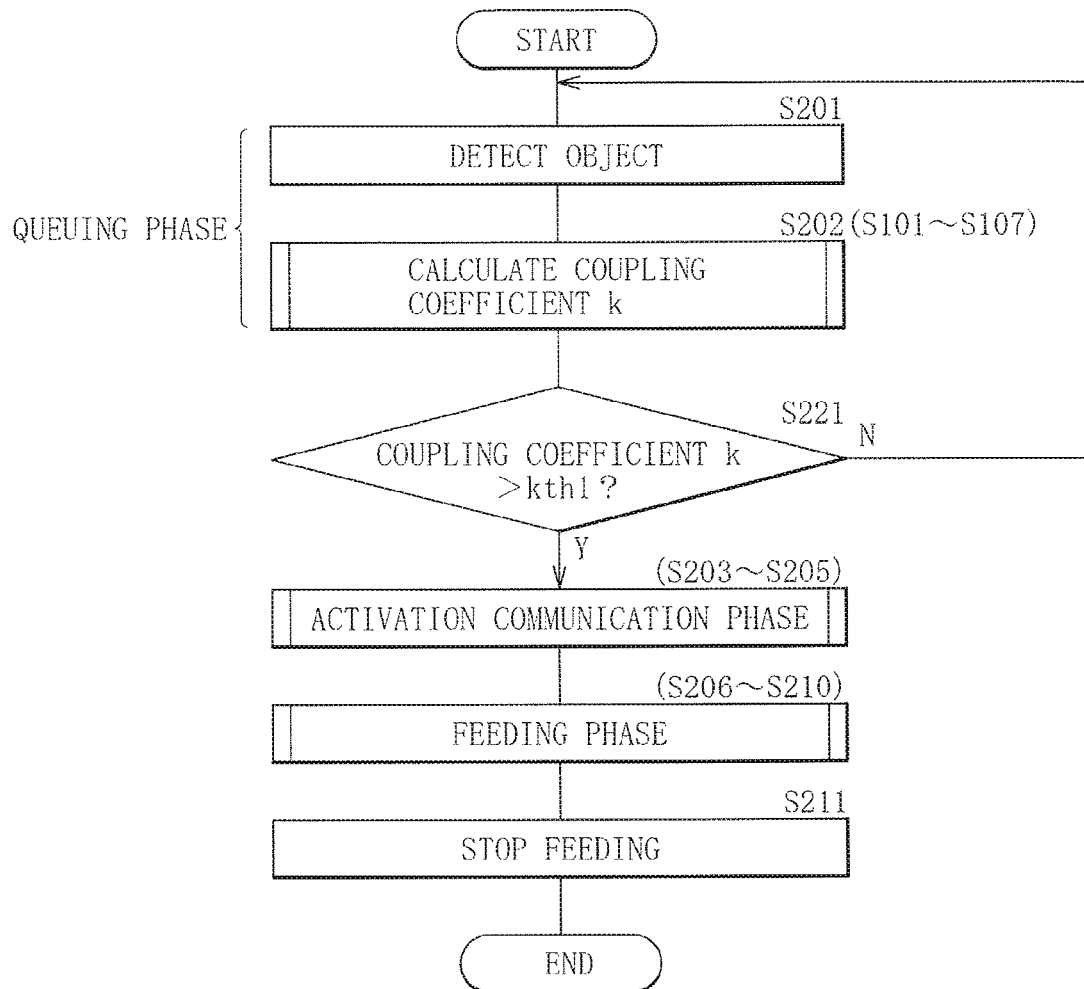 START
S201
DETECT OBJECT
QUEUING PHASE
S202(S101～S107)
CALCULATE COUPLING
COEFFICIENT k
S221
N
COUPLING COEFFICIENT k
＞kth1?
Y
(S203～S205)
ACTIVATION COMMUNICATION PHASE
(S206～S210)
FEEDING PHASE
S211
STOP FEEDING
END